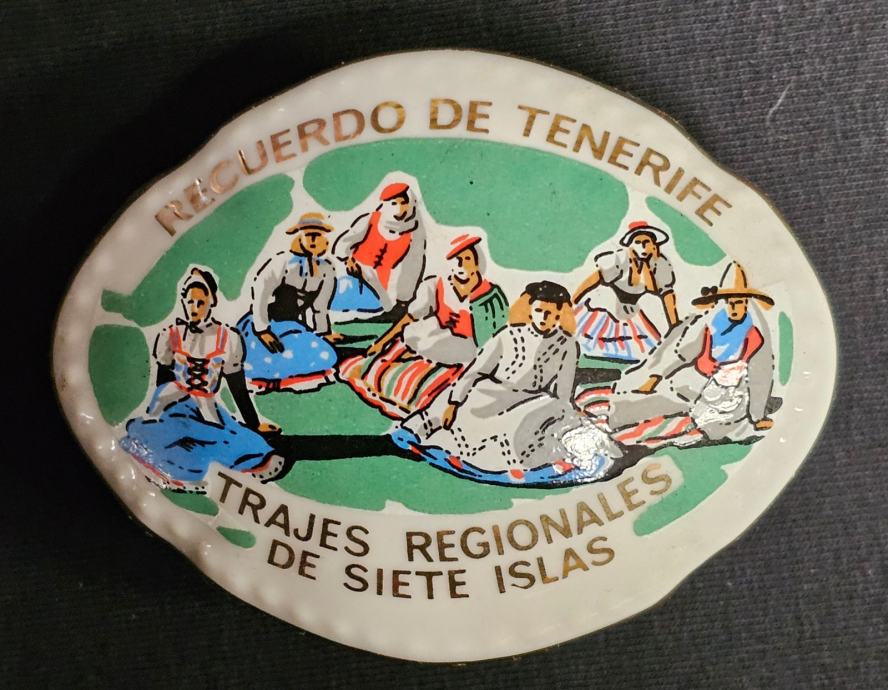 RECUERDO DE TENERIFE
TRAJES REGIONALES
DE SIETE ISLAS